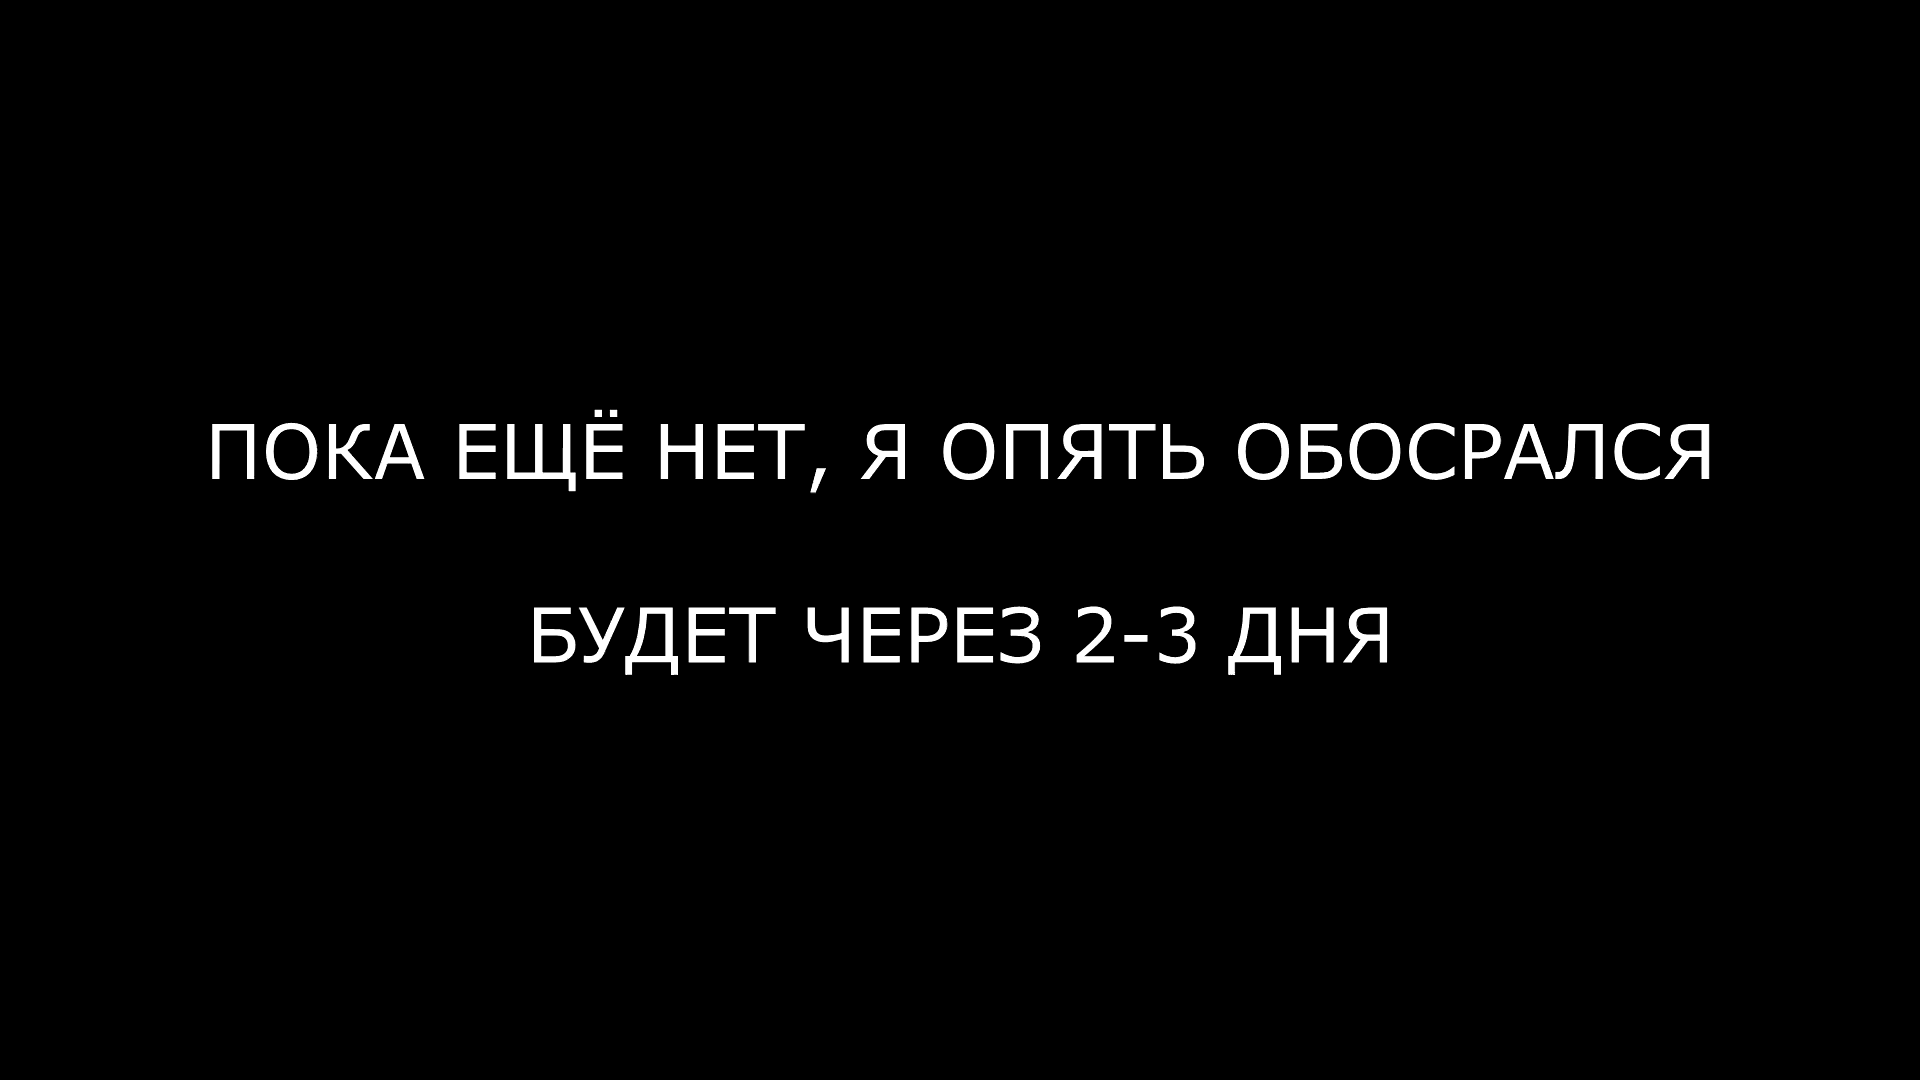 ПОКА ЕЩЁ НЕТ, Я ОПЯТЬ ОБОСРАЛСЯ
БУДЕТ ЧЕРЕЗ 2-3 ДНЯ